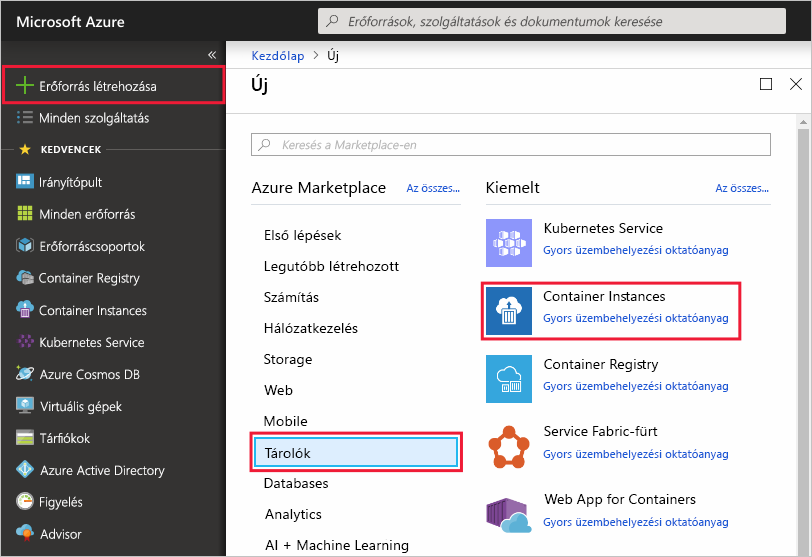 Microsoft Azure
Erőforrások, szolgáltatások és dokumentumok keresése
«
Erőforrás létrehozása
Minden szolgáltatás
KEDVENCEK
Irányítópult
Minden erőforrás
Erőforráscsoportok
Container Registry
Container Instances
Kubernetes Service
Azure Cosmos DB
Virtuális gépek
Tárfiókok
Azure Active Directory
Figyelés
Advisor
Kezdőlap > Új
Új
Keresés a Marketplace-en
Azure Marketplace Az összes...
Első lépések
Legutóbb létrehozott
Számítás
Hálózatkezelés
Storage
Web
Mobile
Tárolók
Databases
Analytics
AI + Machine Learning
Kiemelt Az összes...
Kubernetes Service
Gyors üzembehelyezési oktatóanyag
Container Instances
Gyors üzembehelyezési oktatóanyag
Container Registry
Gyors üzembehelyezési oktatóanyag
Service Fabric-fürt
Gyors üzembehelyezési oktatóanyag
Web App for Containers
Gyors üzembehelyezési oktatóanyag